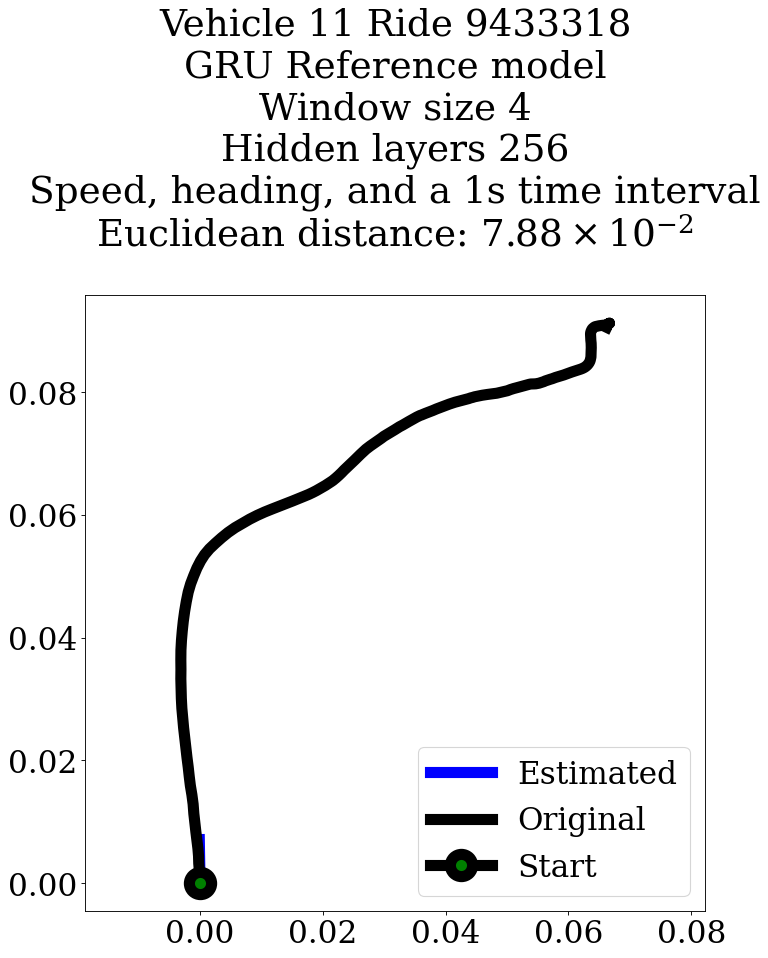 Vehicle 11 Ride 9433318
GRU Reference model
Window size 4
Hidden layers 256
Speed, heading, and a 1s time interval
Euclidean distance: 7.88 × 10⁻²
0.08
0.06
0.04
0.02
0.00
Estimated
Original
Start
0.00 0.02 0.04 0.06 0.08